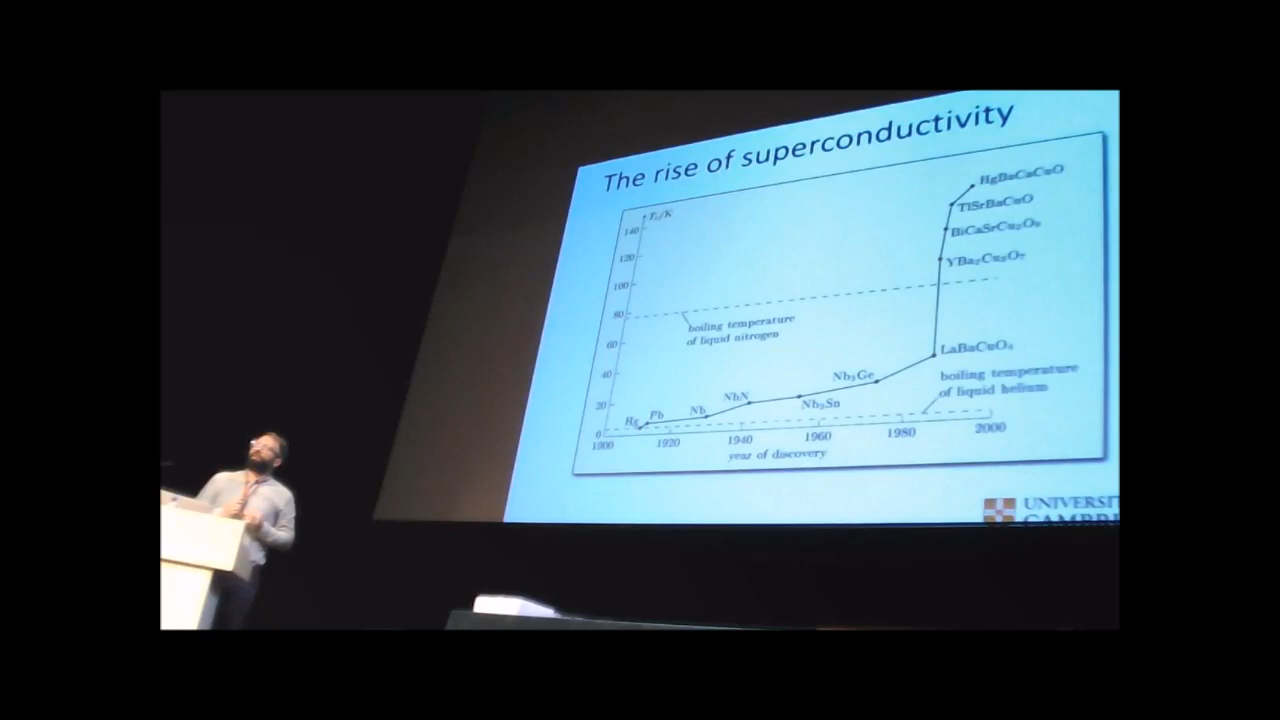 The rise of superconductivity
Tc/K
HgBaCaCuO
TlSrBaCuO
BiCaSrCu₂O₉
YBa₂Cu₃O₇
140
120
100
80
boiling temperature
of liquid nitrogen
60
40
20
0
LaBaCuO₄
boiling temperature
of liquid helium
Nb₃Ge
NbN
Nb₃Sn
Nb
Pb
Hg
1900
1920
1940
1960
1980
2000
year of discovery
UNIVERSIT
CAMBRI